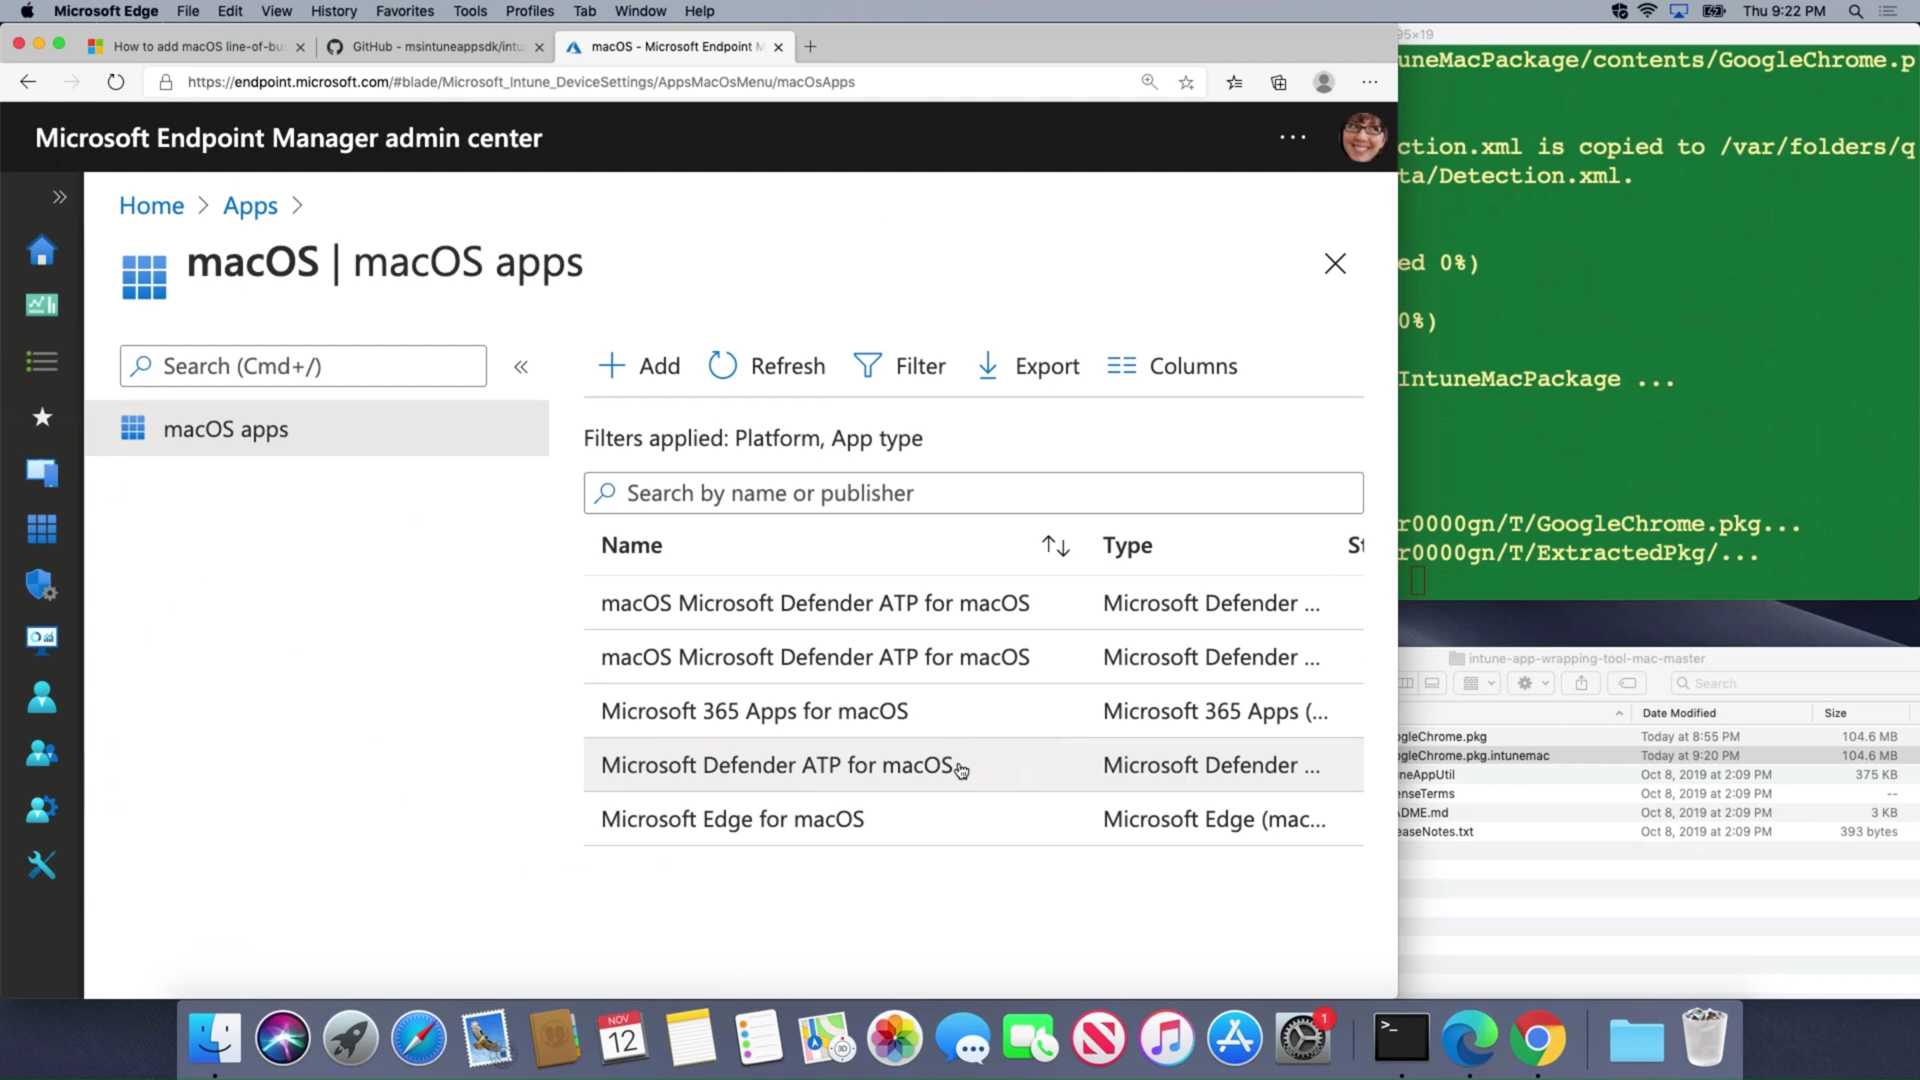 Microsoft Edge File Edit View History Favorites Tools Profiles Tab Window Help Thu 9:22 PM
How to add macOS line-of-bu
GitHub - msintuneappsdk/intu
macOS - Microsoft Endpoint M
95×19
https://endpoint.microsoft.com/#blade/Microsoft_Intune_DeviceSettings/AppsMacOsMenu/macOsApps
Microsoft Endpoint Manager admin center
Home > Apps >
macOS | macOS apps
Search (Cmd+/)
macOS apps
Add Refresh Filter Export Columns
Filters applied: Platform, App type
Search by name or publisher
Name Type St
macOS Microsoft Defender ATP for macOS Microsoft Defender ...
macOS Microsoft Defender ATP for macOS Microsoft Defender ...
Microsoft 365 Apps for macOS Microsoft 365 Apps (...
Microsoft Defender ATP for macOS Microsoft Defender ...
Microsoft Edge for macOS Microsoft Edge (mac...
uneMacPackage/contents/GoogleChrome.p
ction.xml is copied to /var/folders/q
ta/Detection.xml.
ed 0%)
0%)
IntuneMacPackage ...
r0000gn/T/GoogleChrome.pkg...
r0000gn/T/ExtractedPkg/...
intune-app-wrapping-tool-mac-master
Search
Date Modified Size
ogleChrome.pkg Today at 8:55 PM 104.6 MB
ogleChrome.pkg.intunemac Today at 9:20 PM 104.6 MB
neAppUtil Oct 8, 2019 at 2:09 PM 375 KB
enseTerms Oct 8, 2019 at 2:09 PM --
DME.md Oct 8, 2019 at 2:09 PM 3 KB
easeNotes.txt Oct 8, 2019 at 2:09 PM 393 bytes
NOV
12
3D
1
>_